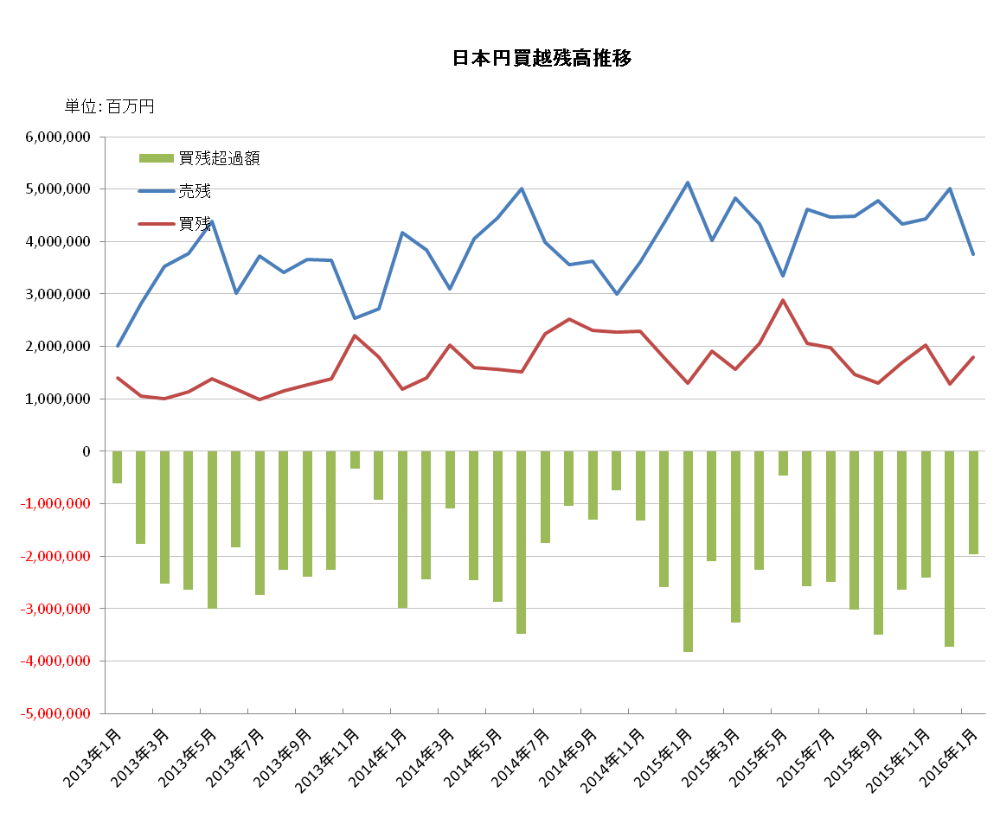 日本円買越残高推移
単位：百万円
6,000,000
5,000,000
4,000,000
3,000,000
2,000,000
1,000,000
0
-1,000,000
-2,000,000
-3,000,000
-4,000,000
-5,000,000
買残超過額
売残
買残
2013年1月
2013年3月
2013年5月
2013年7月
2013年9月
2013年11月
2014年1月
2014年3月
2014年5月
2014年7月
2014年9月
2014年11月
2015年1月
2015年3月
2015年5月
2015年7月
2015年9月
2015年11月
2016年1月